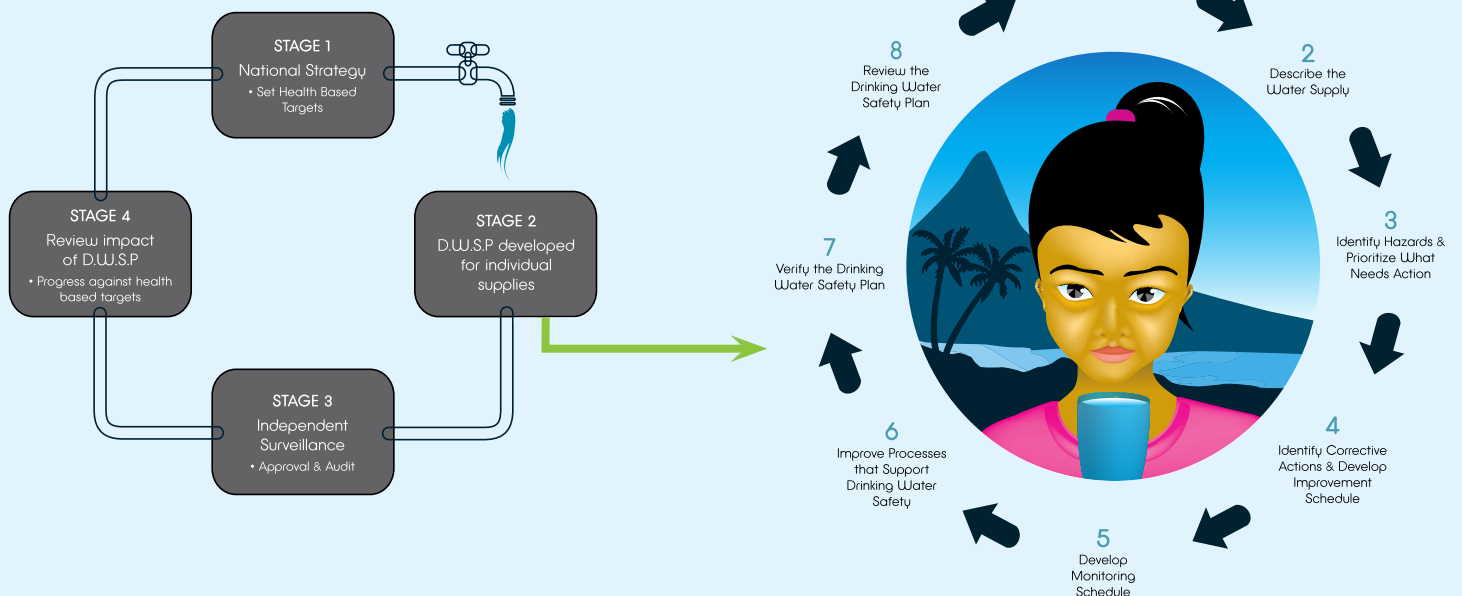 STAGE 1
National Strategy
• Set Health Based
Targets
STAGE 2
D.W.S.P developed
for individual
supplies
STAGE 3
Independent
Surveillance
• Approval & Audit
STAGE 4
Review impact
of D.W.S.P
• Progress against health
based targets
2
Describe the
Water Supply
3
Identify Hazards &
Prioritize What
Needs Action
4
Identify Corrective
Actions & Develop
Improvement
Schedule
5
Develop
Monitoring
Schedule
6
Improve Processes
that Support
Drinking Water
Safety
7
Verify the Drinking
Water Safety Plan
8
Review the
Drinking Water
Safety Plan